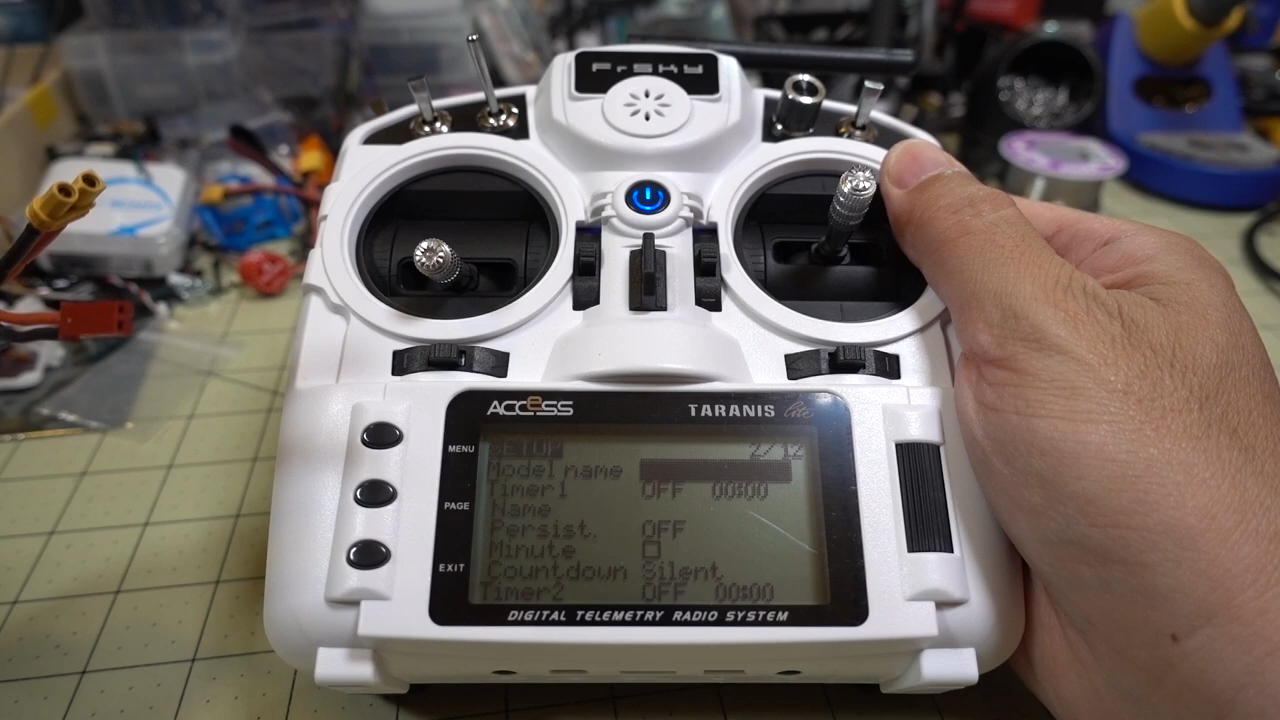 FrSKY
ACCeSS TARANIS lite
MENU
PAGE
EXIT
SETUP 2/12
Model name
Timer1 OFF 00:00
Name
Persist. OFF
Minute
Countdown Silent
Timer2 OFF 00:00
DIGITAL TELEMETRY RADIO SYSTEM